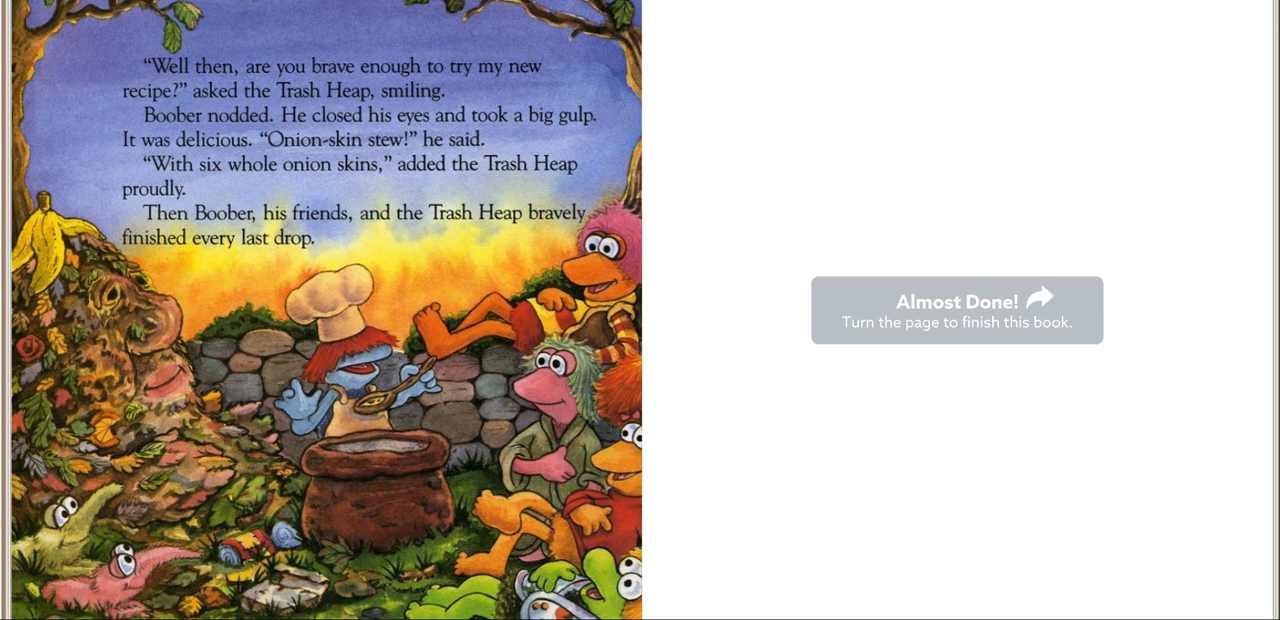 “Well then, are you brave enough to try my new
recipe?” asked the Trash Heap, smiling.
Boober nodded. He closed his eyes and took a big gulp.
It was delicious. “Onion-skin stew!” he said.
“With six whole onion skins,” added the Trash Heap
proudly.
Then Boober, his friends, and the Trash Heap bravely
finished every last drop.
Almost Done!
Turn the page to finish this book.